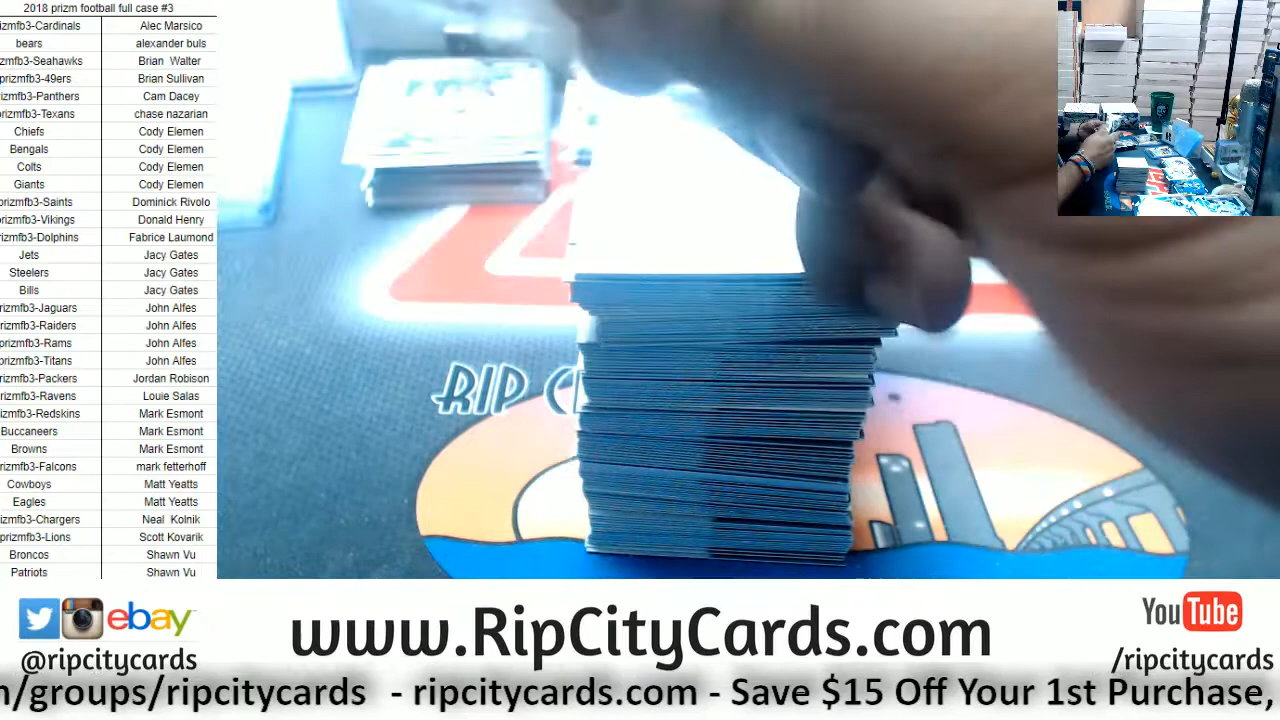 2018 prizm football full case #3
izmfb3-Cardinals Alec Marsico
bears alexander buls
zmfb3-Seahawks Brian Walter
prizmfb3-49ers Brian Sullivan
izmfb3-Panthers Cam Dacey
rizmfb3-Texans chase nazarian
Chiefs Cody Elemen
Bengals Cody Elemen
Colts Cody Elemen
Giants Cody Elemen
prizmfb3-Saints Dominick Rivolo
rizmfb3-Vikings Donald Henry
izmfb3-Dolphins Fabrice Laumond
Jets Jacy Gates
Steelers Jacy Gates
Bills Jacy Gates
izmfb3-Jaguars John Alfes
rizmfb3-Raiders John Alfes
prizmfb3-Rams John Alfes
prizmfb3-Titans John Alfes
izmfb3-Packers Jordan Robison
rizmfb3-Ravens Louie Salas
zmfb3-Redskins Mark Esmont
Buccaneers Mark Esmont
Browns Mark Esmont
rizmfb3-Falcons mark fetterhoff
Cowboys Matt Yeatts
Eagles Matt Yeatts
izmfb3-Chargers Neal Kolnik
prizmfb3-Lions Scott Kovarik
Broncos Shawn Vu
Patriots Shawn Vu
RIP C
ebay
@ripcitycards
www.RipCityCards.com
YouTube
/ripcitycards
n/groups/ripcitycards - ripcitycards.com - Save $15 Off Your 1st Purchase,